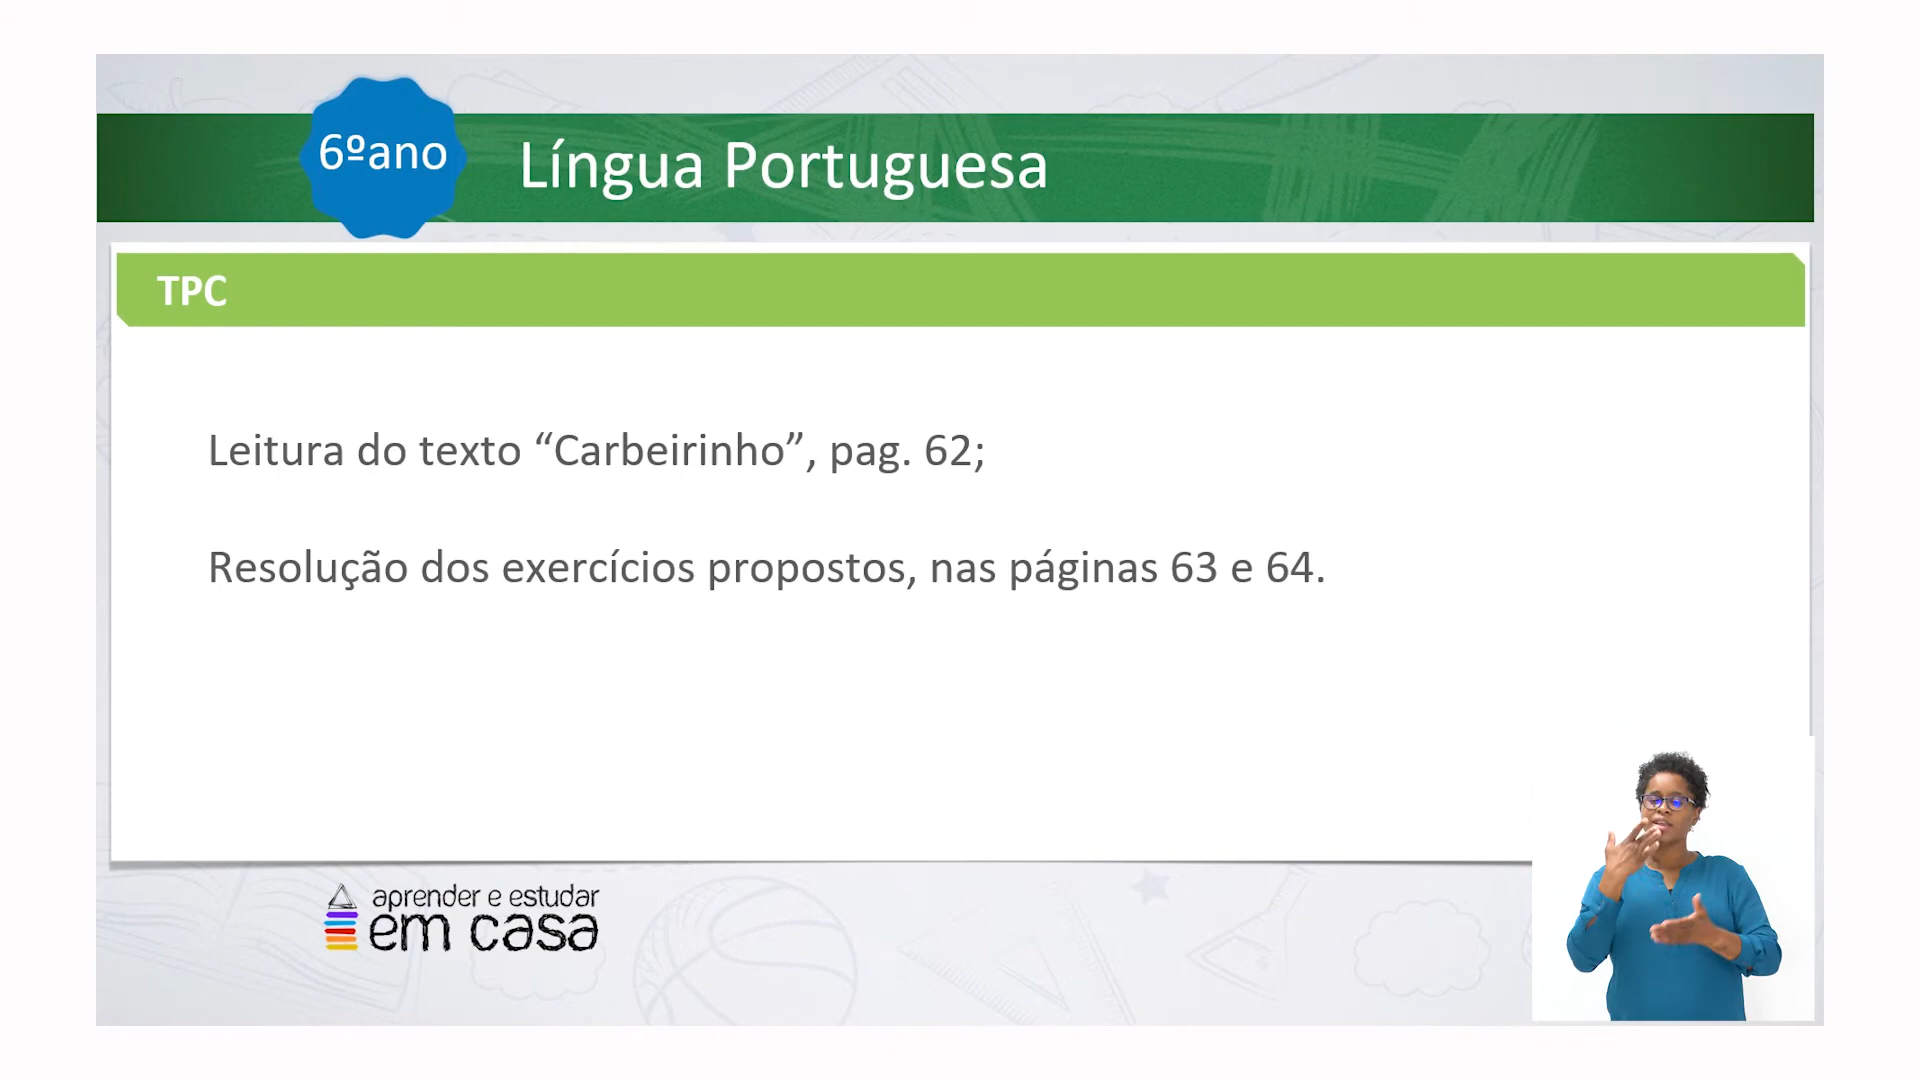 6ºano
Língua Portuguesa
TPC
Leitura do texto “Carbeirinho”, pag. 62;
Resolução dos exercícios propostos, nas páginas 63 e 64.
aprender e estudar
em casa